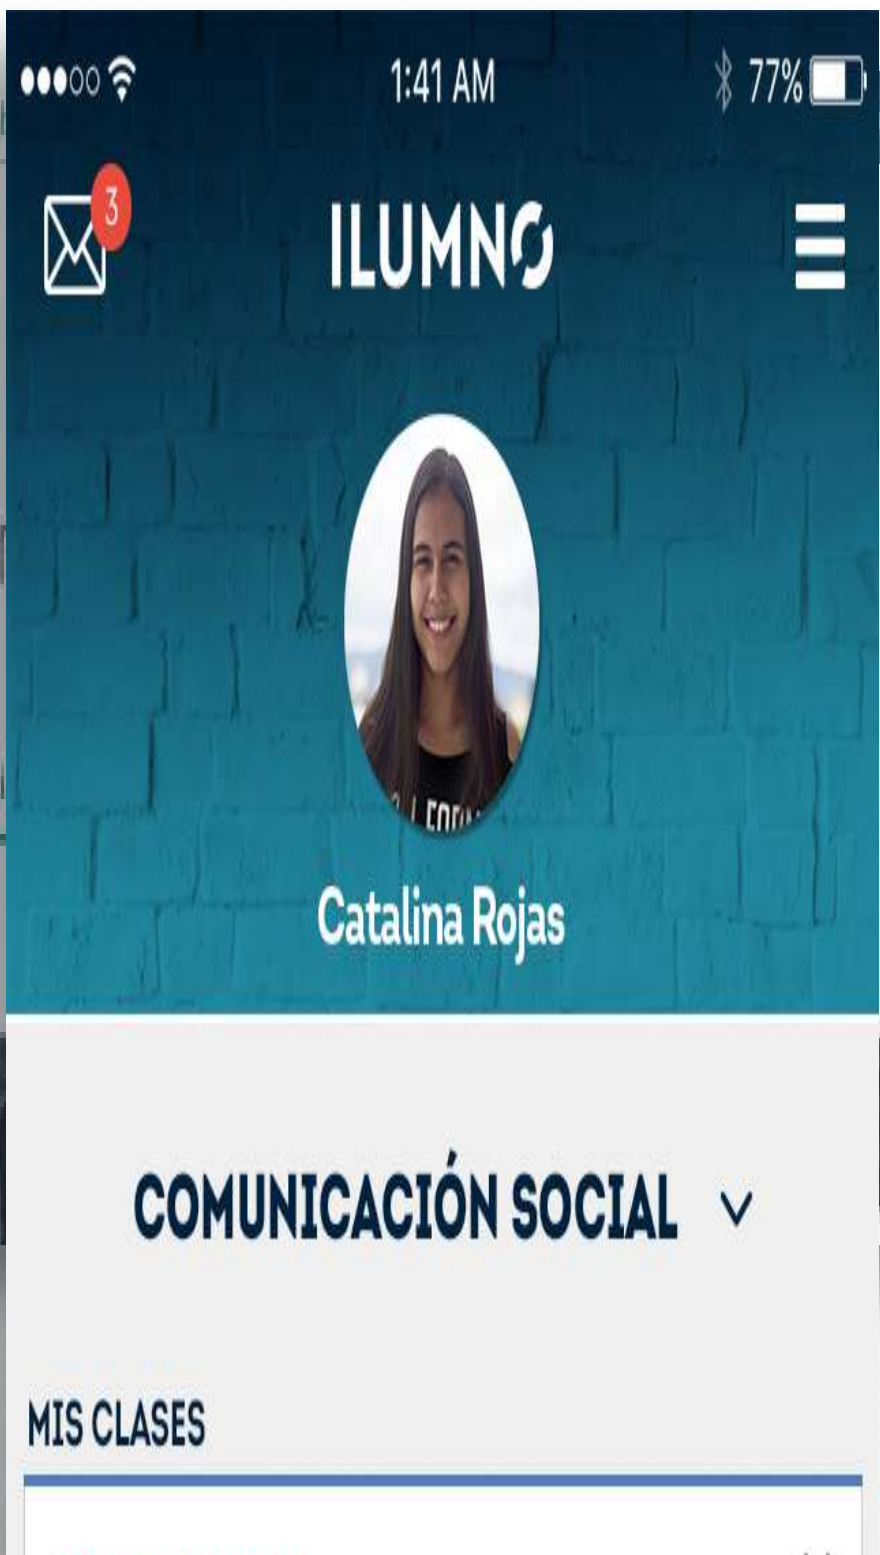 1:41 AM 77%
3
ILUMNO
Catalina Rojas
COMUNICACIÓN SOCIAL
MIS CLASES